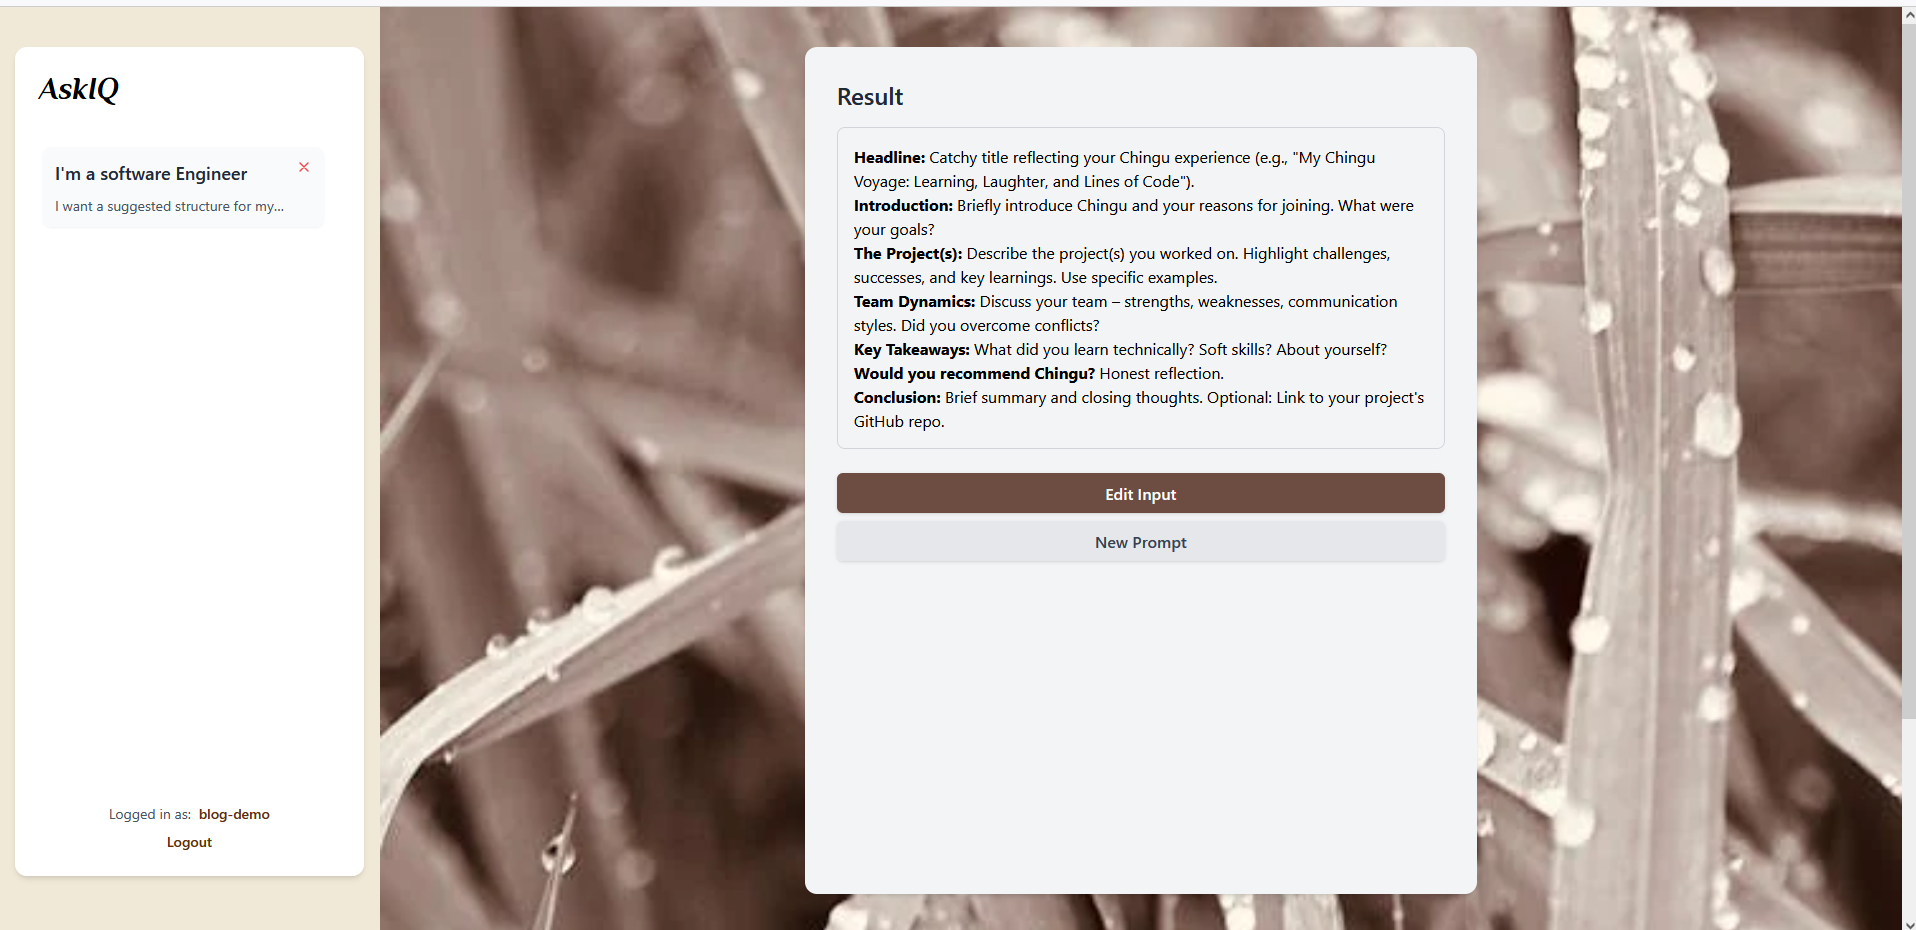 AskIQ
I'm a software Engineer
I want a suggested structure for my...
Logged in as: blog-demo
Logout
Result
Headline: Catchy title reflecting your Chingu experience (e.g., "My Chingu
Voyage: Learning, Laughter, and Lines of Code").
Introduction: Briefly introduce Chingu and your reasons for joining. What were
your goals?
The Project(s): Describe the project(s) you worked on. Highlight challenges,
successes, and key learnings. Use specific examples.
Team Dynamics: Discuss your team – strengths, weaknesses, communication
styles. Did you overcome conflicts?
Key Takeaways: What did you learn technically? Soft skills? About yourself?
Would you recommend Chingu? Honest reflection.
Conclusion: Brief summary and closing thoughts. Optional: Link to your project's
GitHub repo.
Edit Input
New Prompt